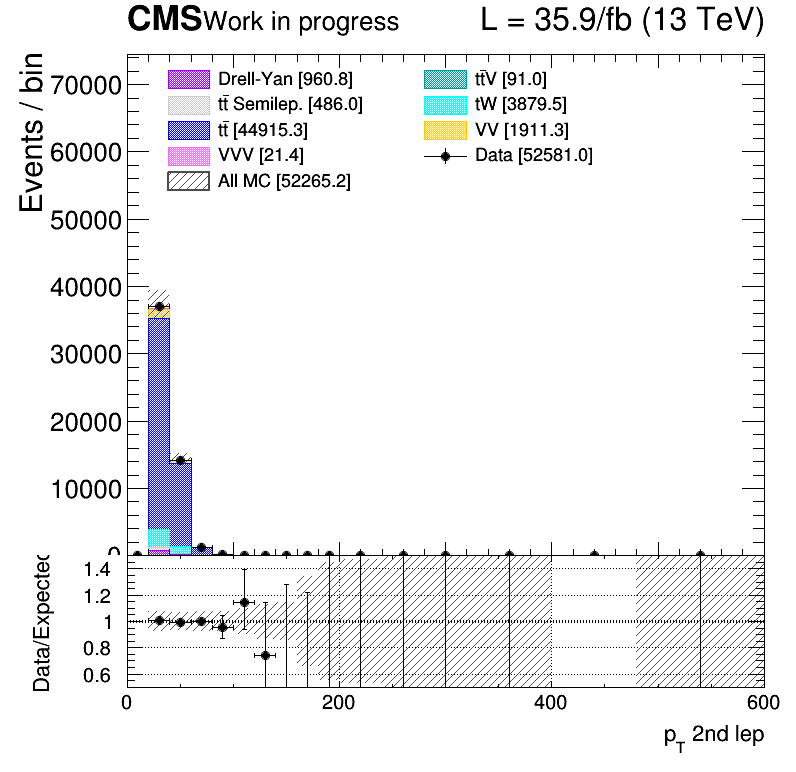 CMS Work in progress L = 35.9/fb (13 TeV)
Events / bin
70000
60000
50000
40000
30000
20000
10000
0
Drell-Yan [960.8]
tt̄ Semilep. [486.0]
tt̄ [44915.3]
VVV [21.4]
All MC [52265.2]
tt̄V [91.0]
tW [3879.5]
VV [1911.3]
Data [52581.0]
Data/Expected
1.4
1.2
1
0.8
0.6
0 200 400 600
p_T 2nd lep